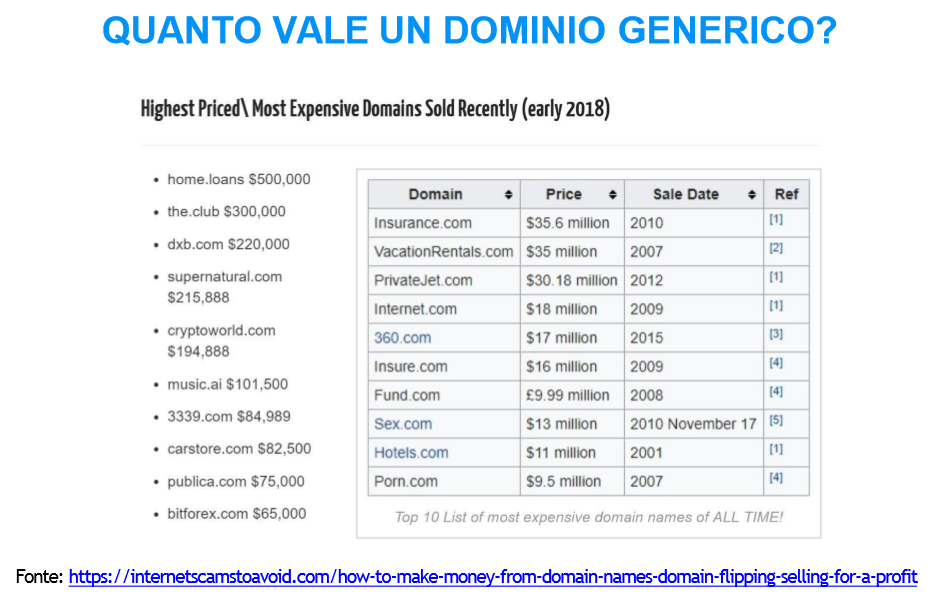 QUANTO VALE UN DOMINIO GENERICO?
Highest Priced\ Most Expensive Domains Sold Recently (early 2018)
• home.loans $500,000
• the.club $300,000
• dxb.com $220,000
• supernatural.com
$215,888
• cryptoworld.com
$194,888
• music.ai $101,500
• 3339.com $84,989
• carstore.com $82,500
• publica.com $75,000
• bitforex.com $65,000
Domain Price Sale Date Ref
Insurance.com $35.6 million 2010 [1]
VacationRentals.com $35 million 2007 [2]
PrivateJet.com $30.18 million 2012 [1]
Internet.com $18 million 2009 [1]
360.com $17 million 2015 [3]
Insure.com $16 million 2009 [4]
Fund.com £9.99 million 2008 [4]
Sex.com $13 million 2010 November 17 [5]
Hotels.com $11 million 2001 [1]
Porn.com $9.5 million 2007 [4]
Top 10 List of most expensive domain names of ALL TIME!
Fonte: https://internetscamstoavoid.com/how-to-make-money-from-domain-names-domain-flipping-selling-for-a-profit